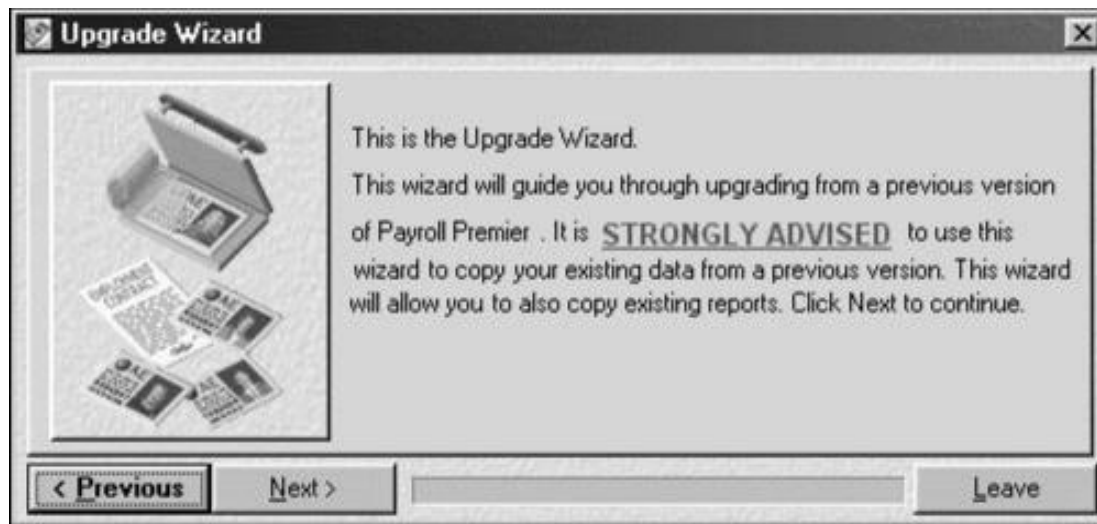 Upgrade Wizard
This is the Upgrade Wizard.
This wizard will guide you through upgrading from a previous version
of Payroll Premier . It is STRONGLY ADVISED to use this
wizard to copy your existing data from a previous version. This wizard
will allow you to also copy existing reports. Click Next to continue.
EMPLOYMENT
CONTRACT
< Previous
Next >
Leave